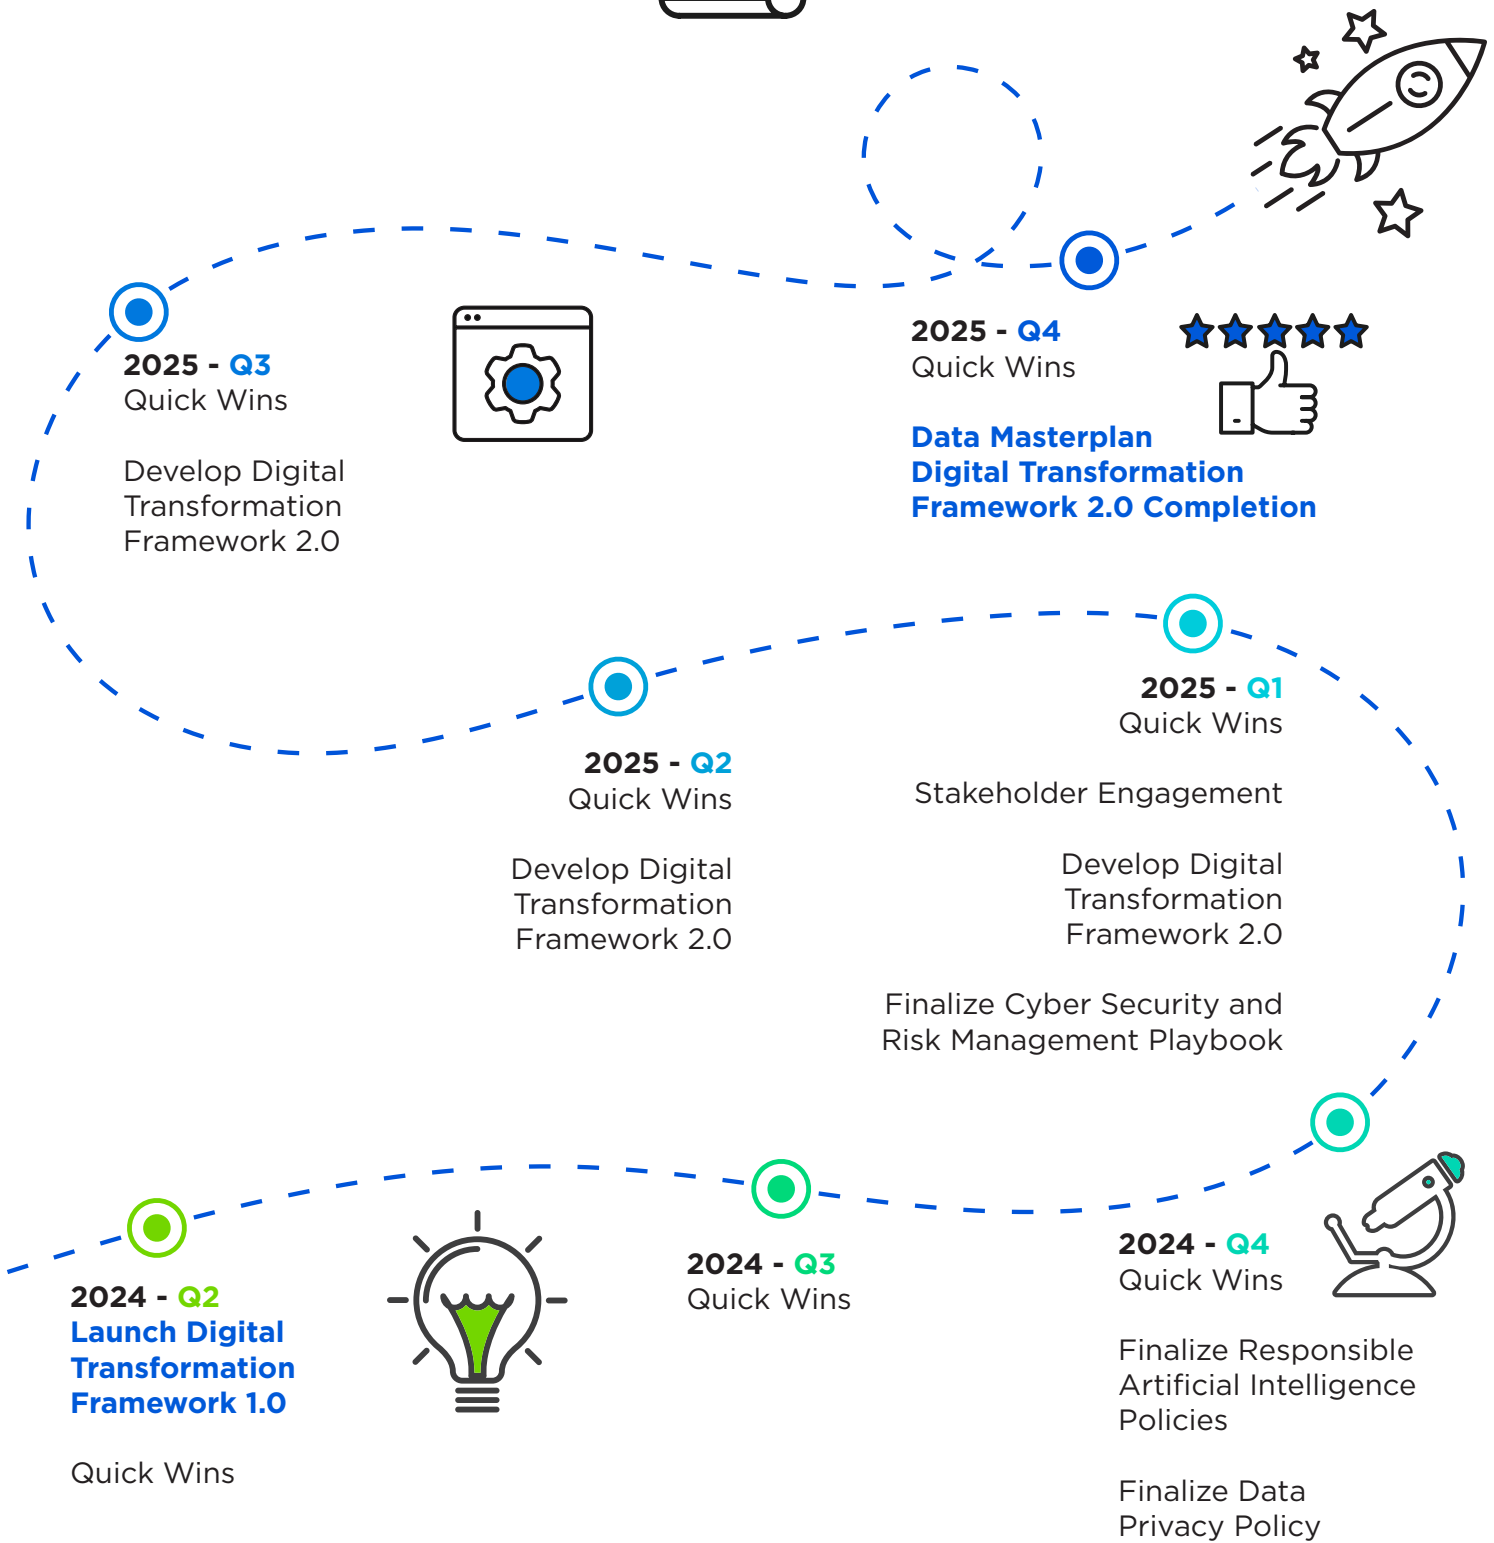 2025 - Q3
Quick Wins
Develop Digital
Transformation
Framework 2.0
2025 - Q4
Quick Wins
Data Masterplan
Digital Transformation
Framework 2.0 Completion
2025 - Q2
Quick Wins
Develop Digital
Transformation
Framework 2.0
2025 - Q1
Quick Wins
Stakeholder Engagement
Develop Digital
Transformation
Framework 2.0
Finalize Cyber Security and
Risk Management Playbook
2024 - Q2
Launch Digital
Transformation
Framework 1.0
Quick Wins
2024 - Q3
Quick Wins
2024 - Q4
Quick Wins
Finalize Responsible
Artificial Intelligence
Policies
Finalize Data
Privacy Policy